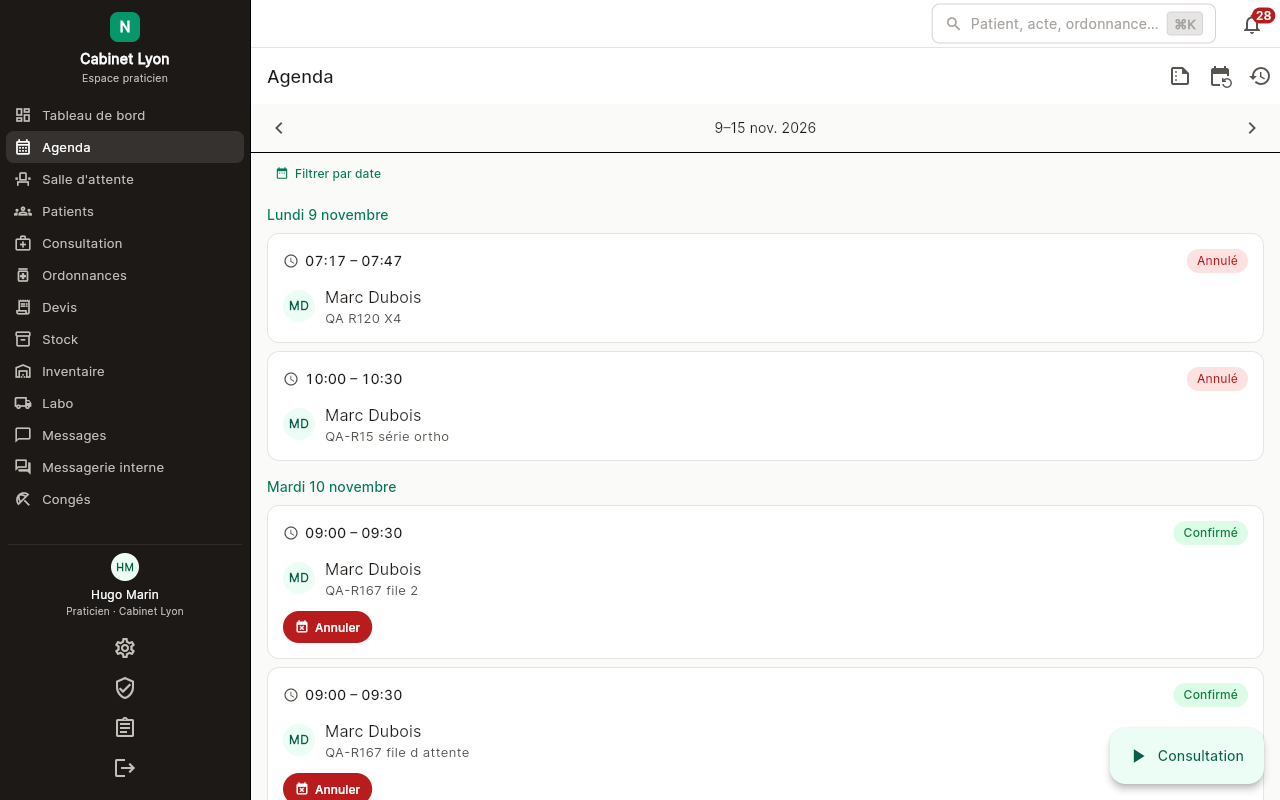 N
Cabinet Lyon
Espace praticien
Tableau de bord
Agenda
Salle d'attente
Patients
Consultation
Ordonnances
Devis
Stock
Inventaire
Labo
Messages
Messagerie interne
Congés
HM
Hugo Marin
Praticien · Cabinet Lyon
Patient, acte, ordonnance... ⌘K
28
Agenda
9–15 nov. 2026
Filtrer par date
Lundi 9 novembre
07:17 – 07:47 Annulé
MD Marc Dubois
QA R120 X4
10:00 – 10:30 Annulé
MD Marc Dubois
QA-R15 série ortho
Mardi 10 novembre
09:00 – 09:30 Confirmé
MD Marc Dubois
QA-R167 file 2
Annuler
09:00 – 09:30 Confirmé
MD Marc Dubois
QA-R167 file d attente
Annuler
Consultation